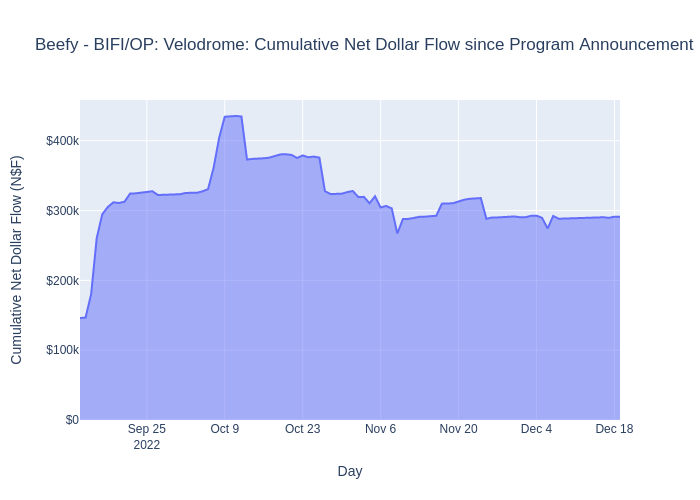 Beefy - BIFI/OP: Velodrome: Cumulative Net Dollar Flow since Program Announcement
Cumulative Net Dollar Flow (N$F)
$400k
$300k
$200k
$100k
$0
Sep 25
2022
Oct 9
Oct 23
Nov 6
Nov 20
Dec 4
Dec 18
Day